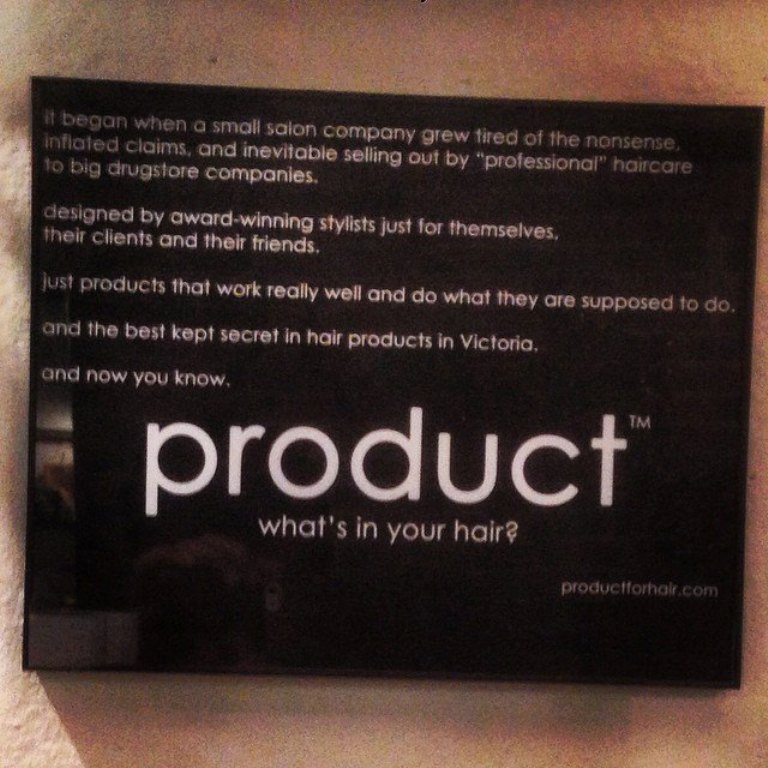 it began when a small salon company grew tired of the nonsense,
inflated claims, and inevitable selling out by "professional" haircare
to big drugstore companies.
designed by award-winning stylists just for themselves,
their clients and their friends.
just products that work really well and do what they are supposed to do.
and the best kept secret in hair products in Victoria.
and now you know.
product™
what's in your hair?
productforhair.com